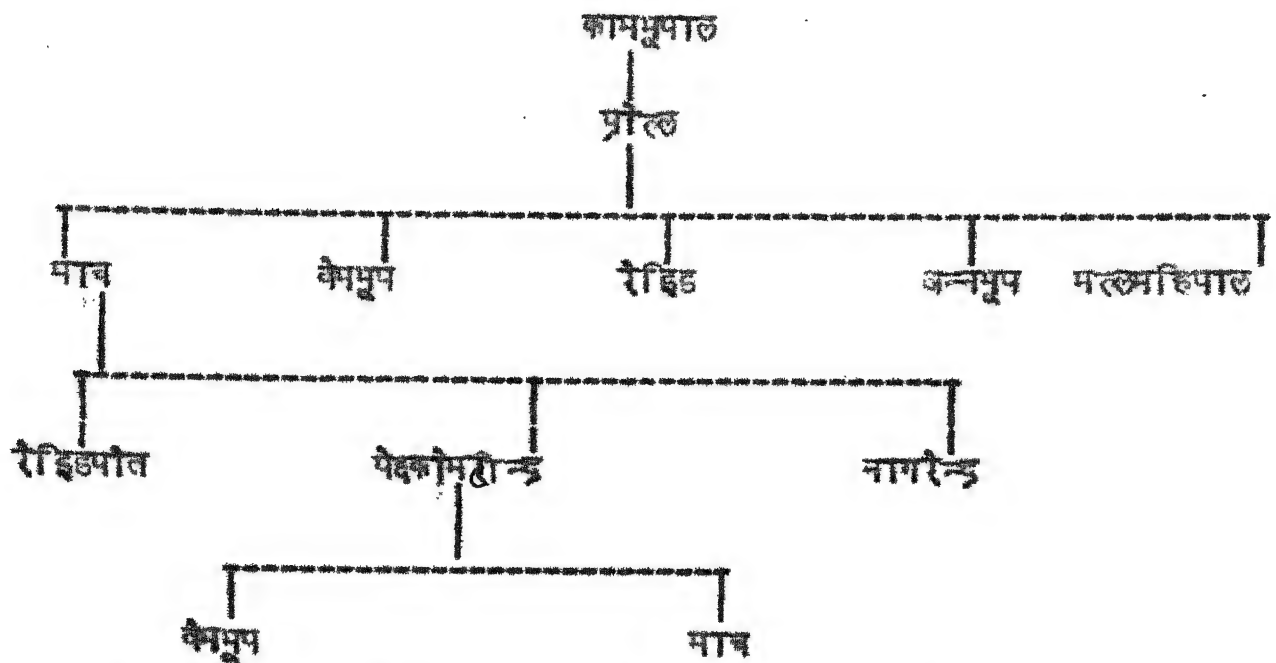 कामभूपाल
प्रोल्ल
माच वेमभूप रेड्डि अन्नभूप मल्लमहिपाल
रेड्डिपोत पेदकोमटीन्द्र नागरेन्द्र
वेमभूप माच